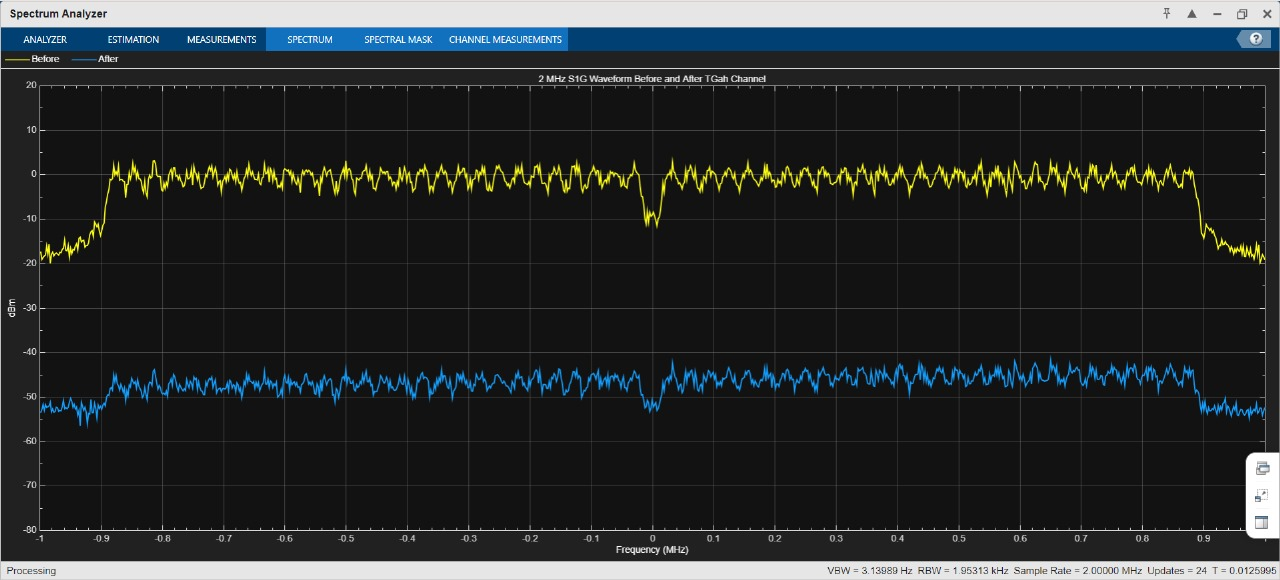 Spectrum Analyzer
ANALYZER ESTIMATION MEASUREMENTS SPECTRUM SPECTRAL MASK CHANNEL MEASUREMENTS ?
Before After
2 MHz S1G Waveform Before and After TGah Channel
20
10
0
-10
-20
-30
-40
-50
-60
-70
-80
dBm
-1 -0.9 -0.8 -0.7 -0.6 -0.5 -0.4 -0.3 -0.2 -0.1 0 0.1 0.2 0.3 0.4 0.5 0.6 0.7 0.8 0.9
Frequency (MHz)
Processing VBW = 3.13989 Hz RBW = 1.95313 kHz Sample Rate = 2.00000 MHz Updates = 24 T = 0.0125995